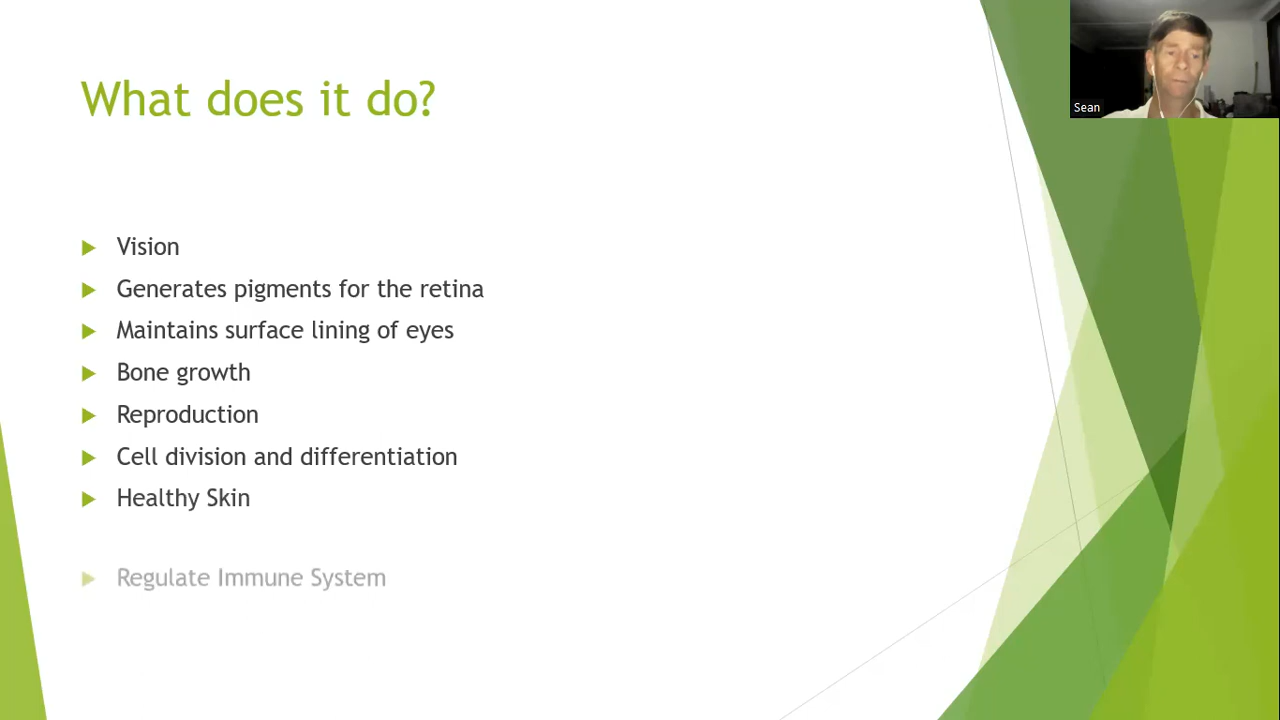 What does it do?
Vision
Generates pigments for the retina
Maintains surface lining of eyes
Bone growth
Reproduction
Cell division and differentiation
Healthy Skin
Regulate Immune System
Sean